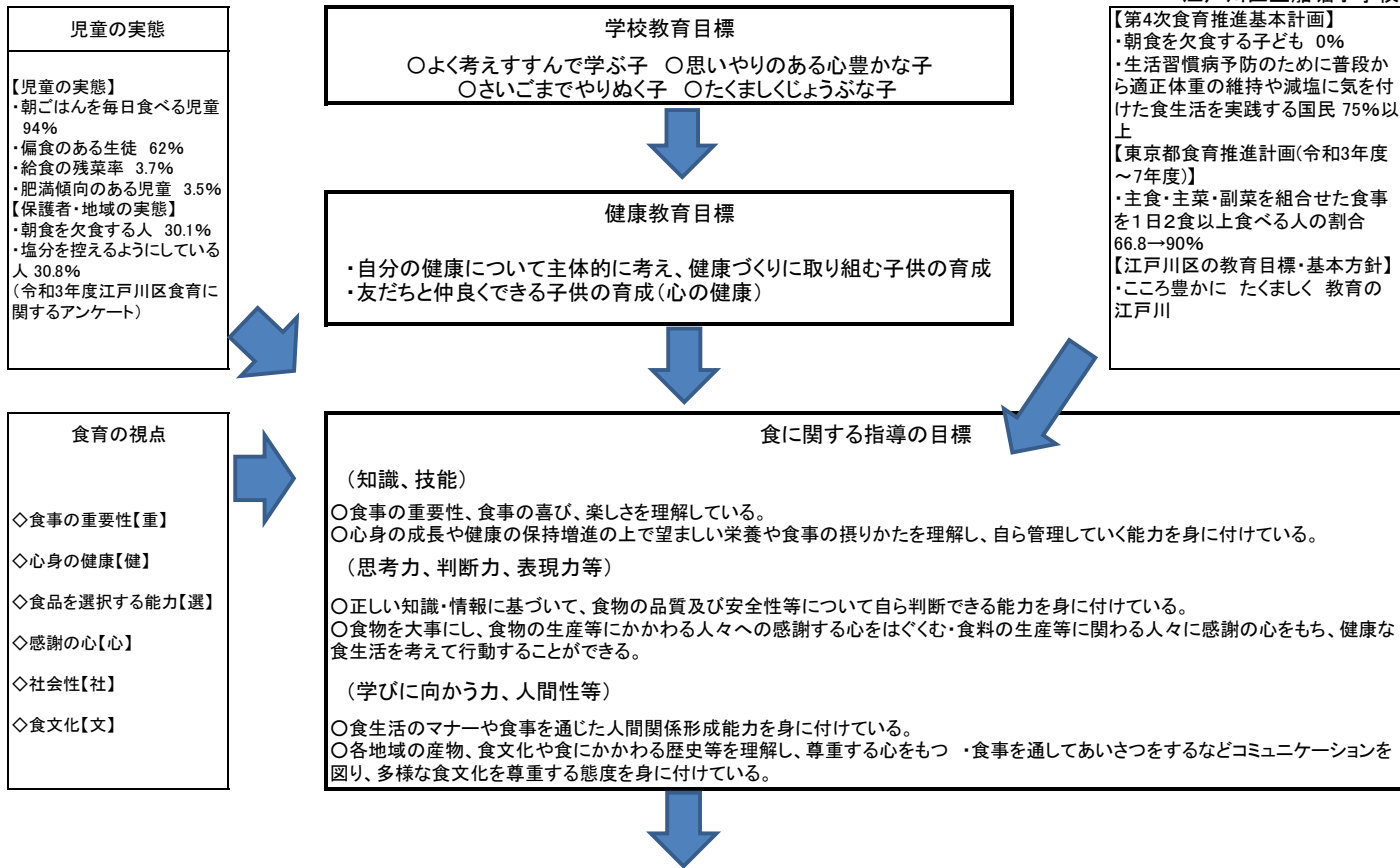 児童の実態
【児童の実態】
・朝ごはんを毎日食べる児童
94%
・偏食のある生徒 62%
・給食の残菜率 3.7%
・肥満傾向のある児童 3.5%
【保護者・地域の実態】
・朝食を欠食する人 30.1%
・塩分を控えるようにしている
人 30.8%
(令和3年度江戸川区食育に
関するアンケート)
学校教育目標
○よく考えすすんで学ぶ子 ○思いやりのある心豊かな子
○さいごまでやりぬく子 ○たくましくじょうぶな子
健康教育目標
・自分の健康について主体的に考え、健康づくりに取り組む子供の育成
・友だちと仲良くできる子供の育成(心の健康)
【第4次食育推進基本計画】
・朝食を欠食する子ども 0%
・生活習慣病予防のために普段か
ら適正体重の維持や減塩に気を付
けた食生活を実践する国民 75%以
上
【東京都食育推進計画(令和3年度
~7年度)】
・主食・主菜・副菜を組合せた食事
を1日2食以上食べる人の割合
66.8→90%
【江戸川区の教育目標・基本方針】
・こころ豊かに たくましく 教育の
江戸川
食育の視点
◇食事の重要性【重】
◇心身の健康【健】
◇食品を選択する能力【選】
◇感謝の心【心】
◇社会性【社】
◇食文化【文】
食に関する指導の目標
(知識、技能)
○食事の重要性、食事の喜び、楽しさを理解している。
○心身の成長や健康の保持増進の上で望ましい栄養や食事の摂りかたを理解し、自ら管理していく能力を身に付けている。
(思考力、判断力、表現力等)
○正しい知識・情報に基づいて、食物の品質及び安全性等について自ら判断できる能力を身に付けている。
○食物を大事にし、食物の生産等にかかわる人々への感謝する心をはぐくむ・食料の生産等に関わる人々に感謝の心をもち、健康な
食生活を考えて行動することができる。
(学びに向かう力、人間性等)
○食生活のマナーや食事を通じた人間関係形成能力を身に付けている。
○各地域の産物、食文化や食にかかわる歴史等を理解し、尊重する心をもつ ・食事を通してあいさつをするなどコミュニケーションを
図り、多様な食文化を尊重する態度を身に付けている。